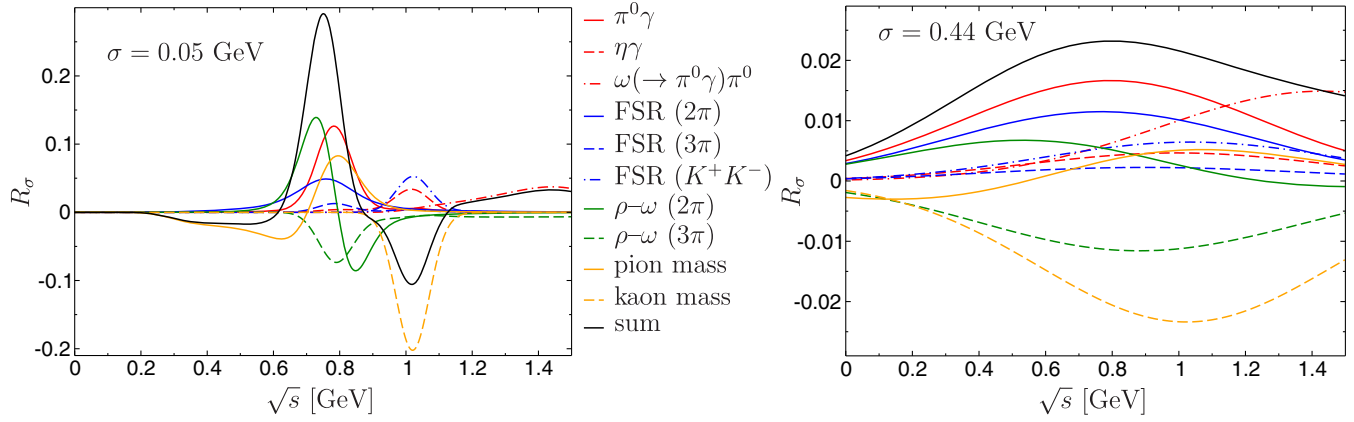 σ = 0.05 GeV
R_σ
0.2
0.1
0
-0.1
-0.2
0 0.2 0.4 0.6 0.8 1 1.2 1.4
√s [GeV]
π⁰γ
ηγ
ω(→ π⁰γ)π⁰
FSR (2π)
FSR (3π)
FSR (K⁺K⁻)
ρ–ω (2π)
ρ–ω (3π)
pion mass
kaon mass
sum
σ = 0.44 GeV
R_σ
0.02
0.01
0
-0.01
-0.02
0 0.2 0.4 0.6 0.8 1 1.2 1.4
√s [GeV]